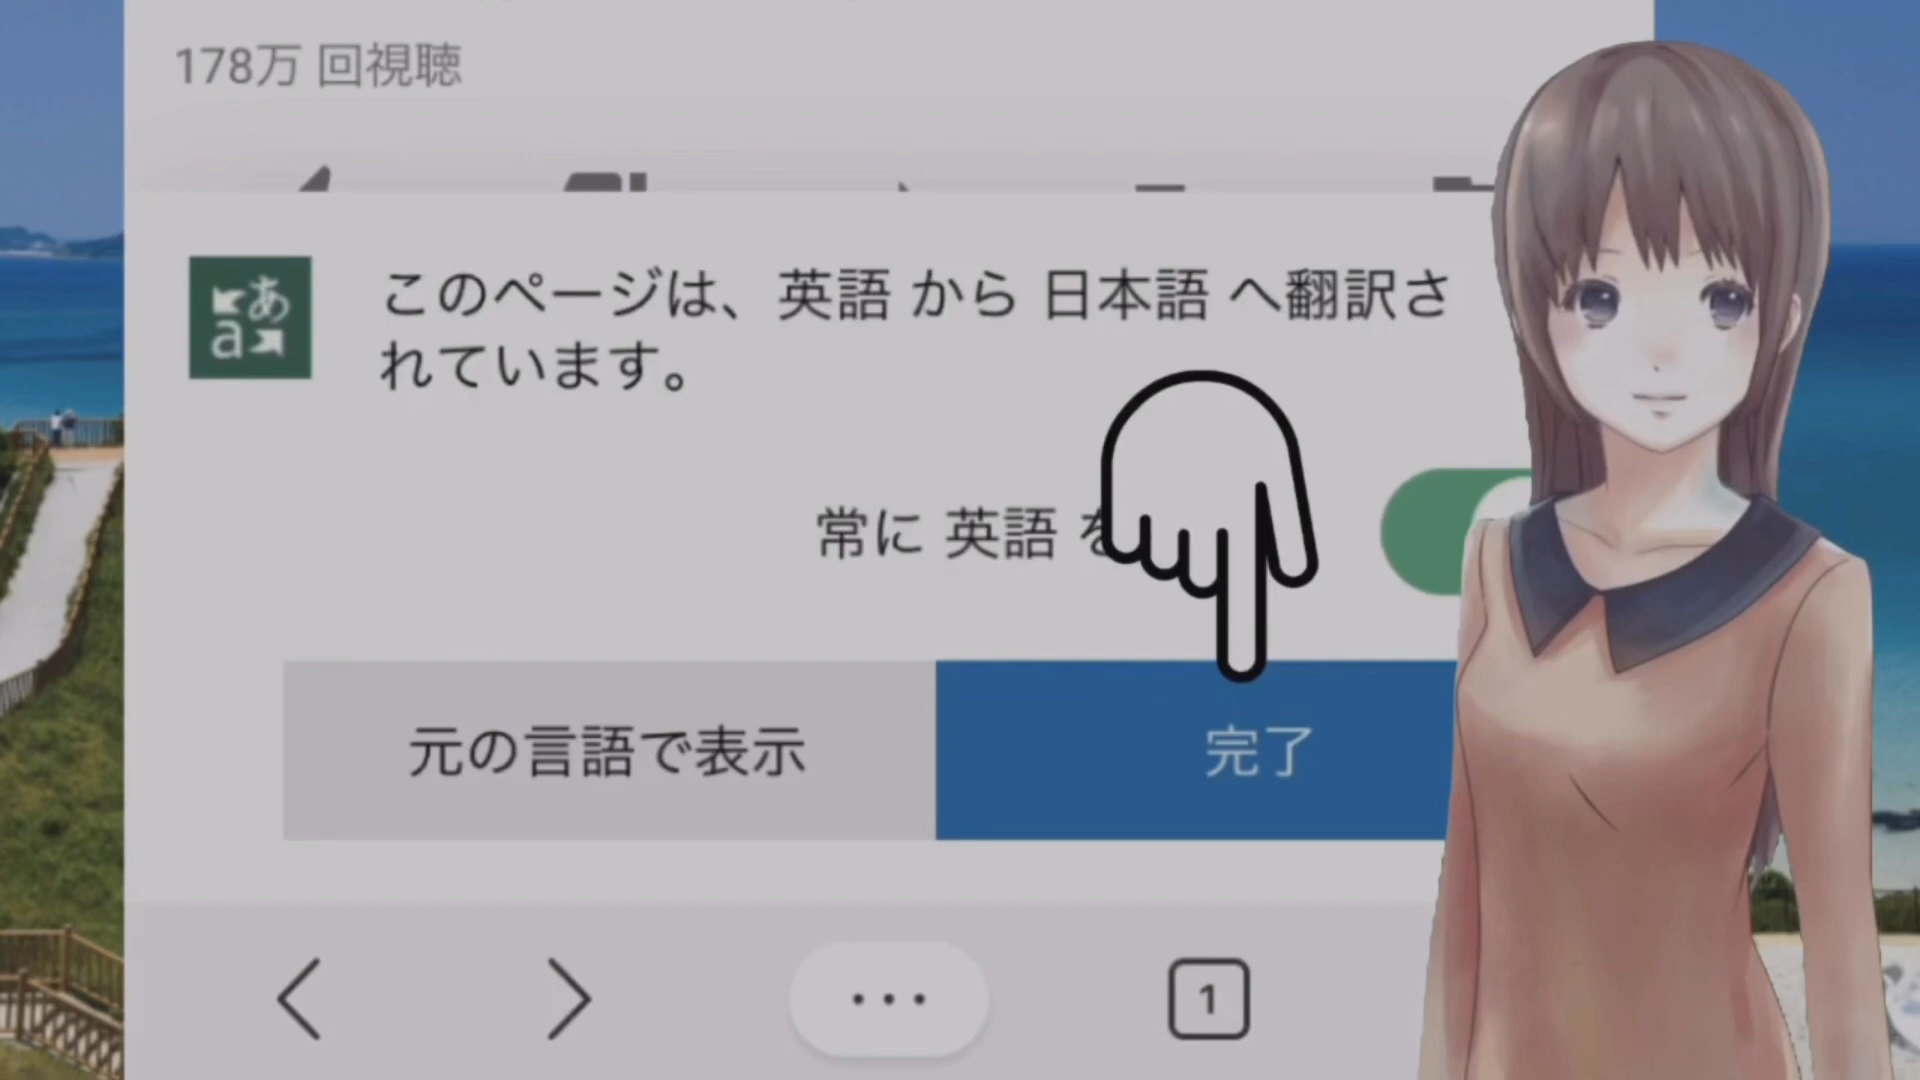 178万 回視聴
あ
a
このページは、英語 から 日本語 へ翻訳さ
れています。
常に 英語 を
元の言語で表示
完了
1